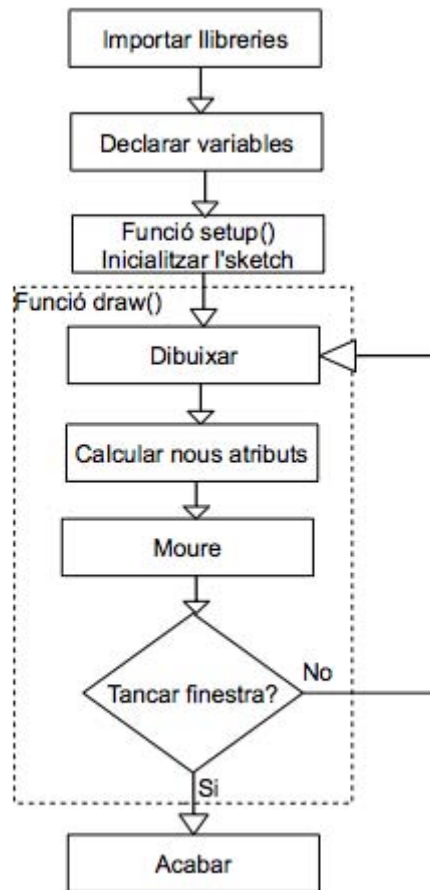 Importar llibreries
Declarar variables
Funció setup()
Inicialitzar l'sketch
Funció draw()
Dibuixar
Calcular nous atributs
Moure
Tancar finestra?
No
Si
Acabar